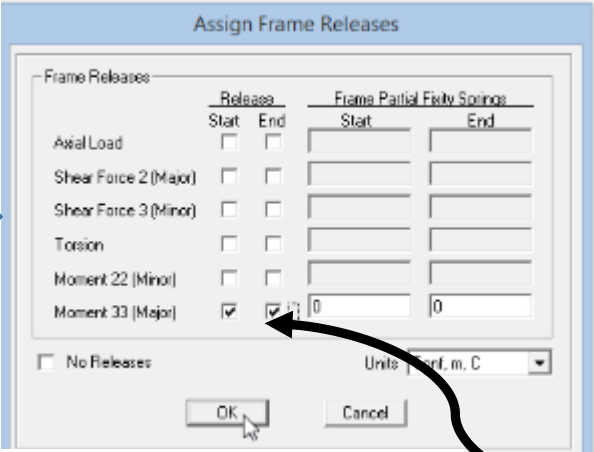 Assign Frame Releases
Frame Releases
Release Frame Partial Fixity Springs
Start End Start End
Axial Load
Shear Force 2 (Major)
Shear Force 3 (Minor)
Torsion
Moment 22 (Minor)
Moment 33 (Major) 0 0
No Releases Units m, C
OK Cancel